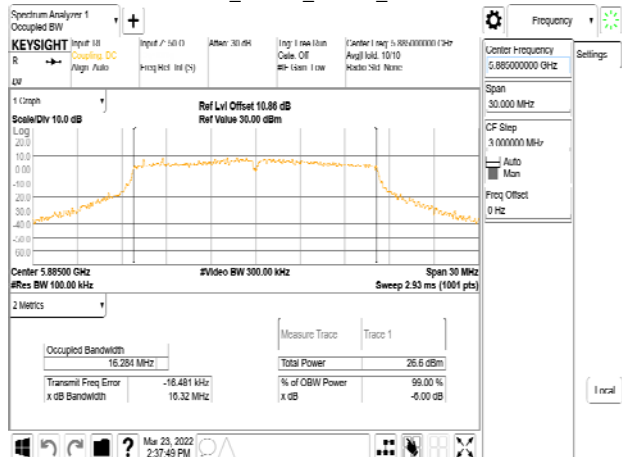 Spectrum Analyzer 1
Occupied BW
+
Frequency
KEYSIGHT
Input: RF
Coupling: DC
Align: Auto
Input Z: 50 Ω
Freq Ref: Int (S)
Atten: 30 dB
Trig: Free Run
Gate: Off
#IF Gain: Low
Center Freq: 5.885000000 GHz
Avg|Hold: 10/10
Radio Std: None
R
Center Frequency
5.885000000 GHz
Settings
Span
30.000 MHz
CF Step
3.000000 MHz
Auto
Man
Freq Offset
0 Hz
Local
1 Graph
Scale/Div 10.0 dB
Ref Lvl Offset 10.86 dB
Ref Value 30.00 dBm
Log
20.0
10.0
0.00
-10.0
-20.0
-30.0
-40.0
-50.0
-60.0
Center 5.88500 GHz
#Res BW 100.00 kHz
#Video BW 300.00 kHz
Span 30 MHz
Sweep 2.93 ms (1001 pts)
2 Metrics
Measure Trace
Trace 1
Occupied Bandwidth
16.284 MHz
Total Power
26.6 dBm
Transmit Freq Error
-16.481 kHz
% of OBW Power
99.00 %
x dB Bandwidth
16.32 MHz
x dB
-6.00 dB
?
Mar 23, 2022
2:37:49 PM